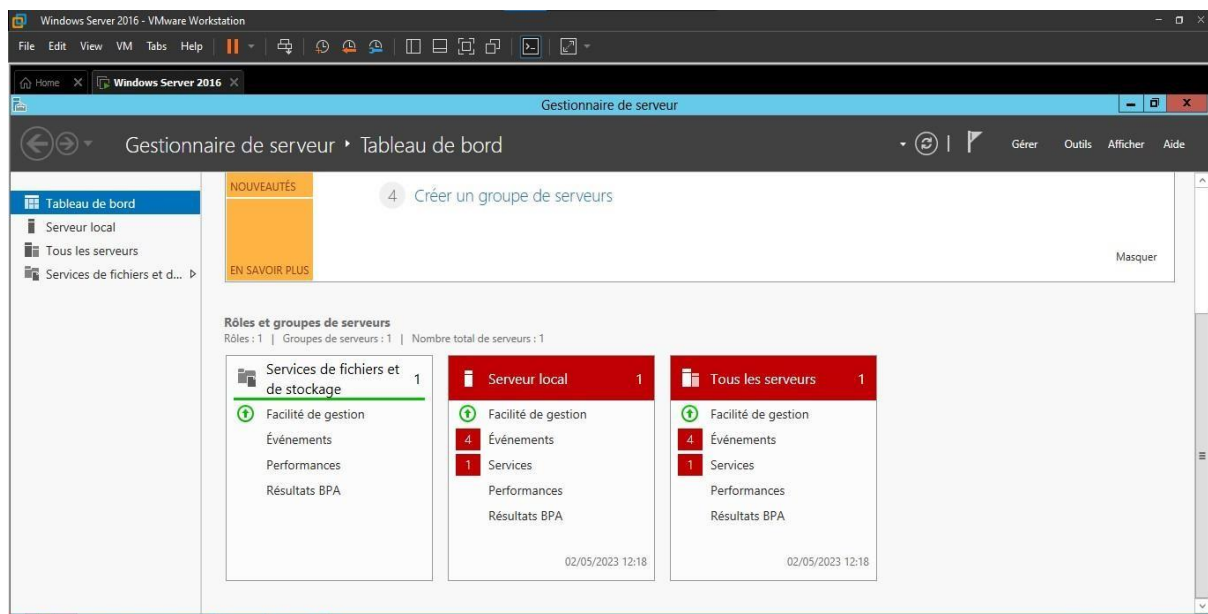 Windows Server 2016 - VMware Workstation
File Edit View VM Tabs Help
Home Windows Server 2016
Gestionnaire de serveur
Gestionnaire de serveur ‣ Tableau de bord
Gérer Outils Afficher Aide
Tableau de bord
Serveur local
Tous les serveurs
Services de fichiers et d...
NOUVEAUTÉS
EN SAVOIR PLUS
4 Créer un groupe de serveurs
Masquer
Rôles et groupes de serveurs
Rôles : 1 | Groupes de serveurs : 1 | Nombre total de serveurs : 1
Services de fichiers et
de stockage 1
Facilité de gestion
Événements
Performances
Résultats BPA
Serveur local 1
Facilité de gestion
4 Événements
1 Services
Performances
Résultats BPA
02/05/2023 12:18
Tous les serveurs 1
Facilité de gestion
4 Événements
1 Services
Performances
Résultats BPA
02/05/2023 12:18